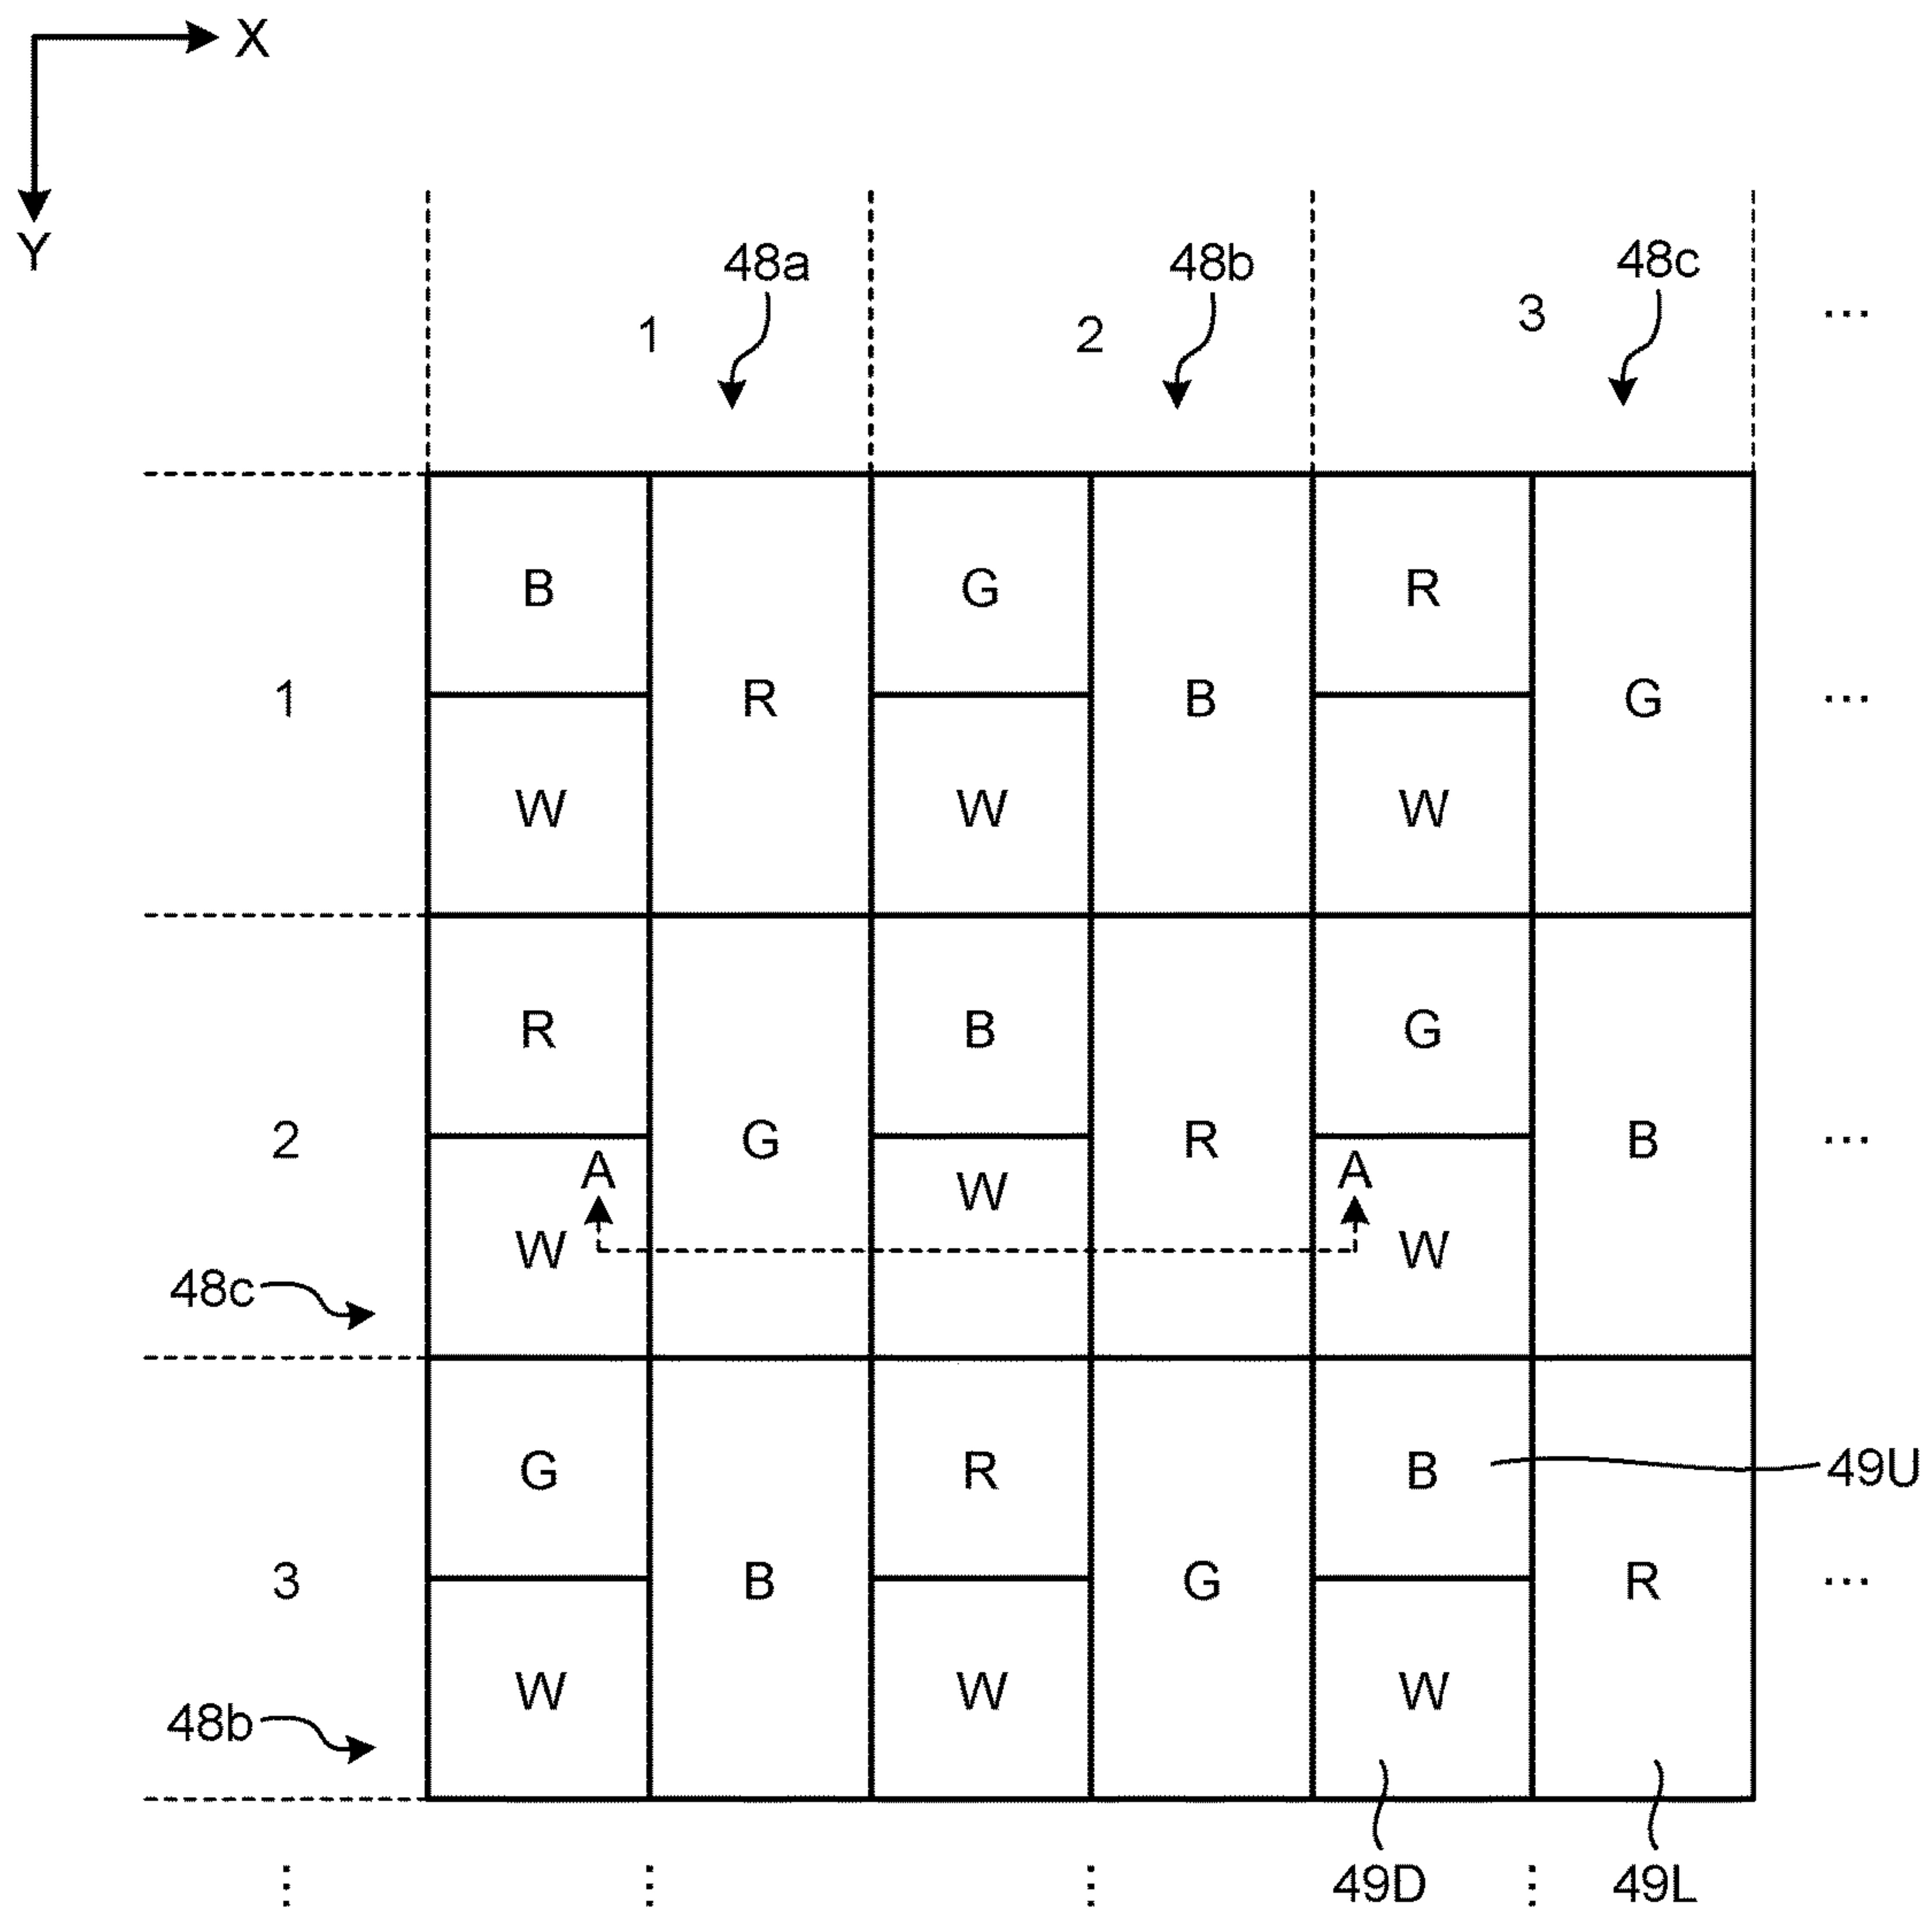 X
Y
48a 48b 48c
1 2 3 ...
B G R
1 R B G ...
W W W
R B G
2 G R B ...
A W A
W W
48c
G R B 49U
3 B G R ...
W W W
48b
49D 49L